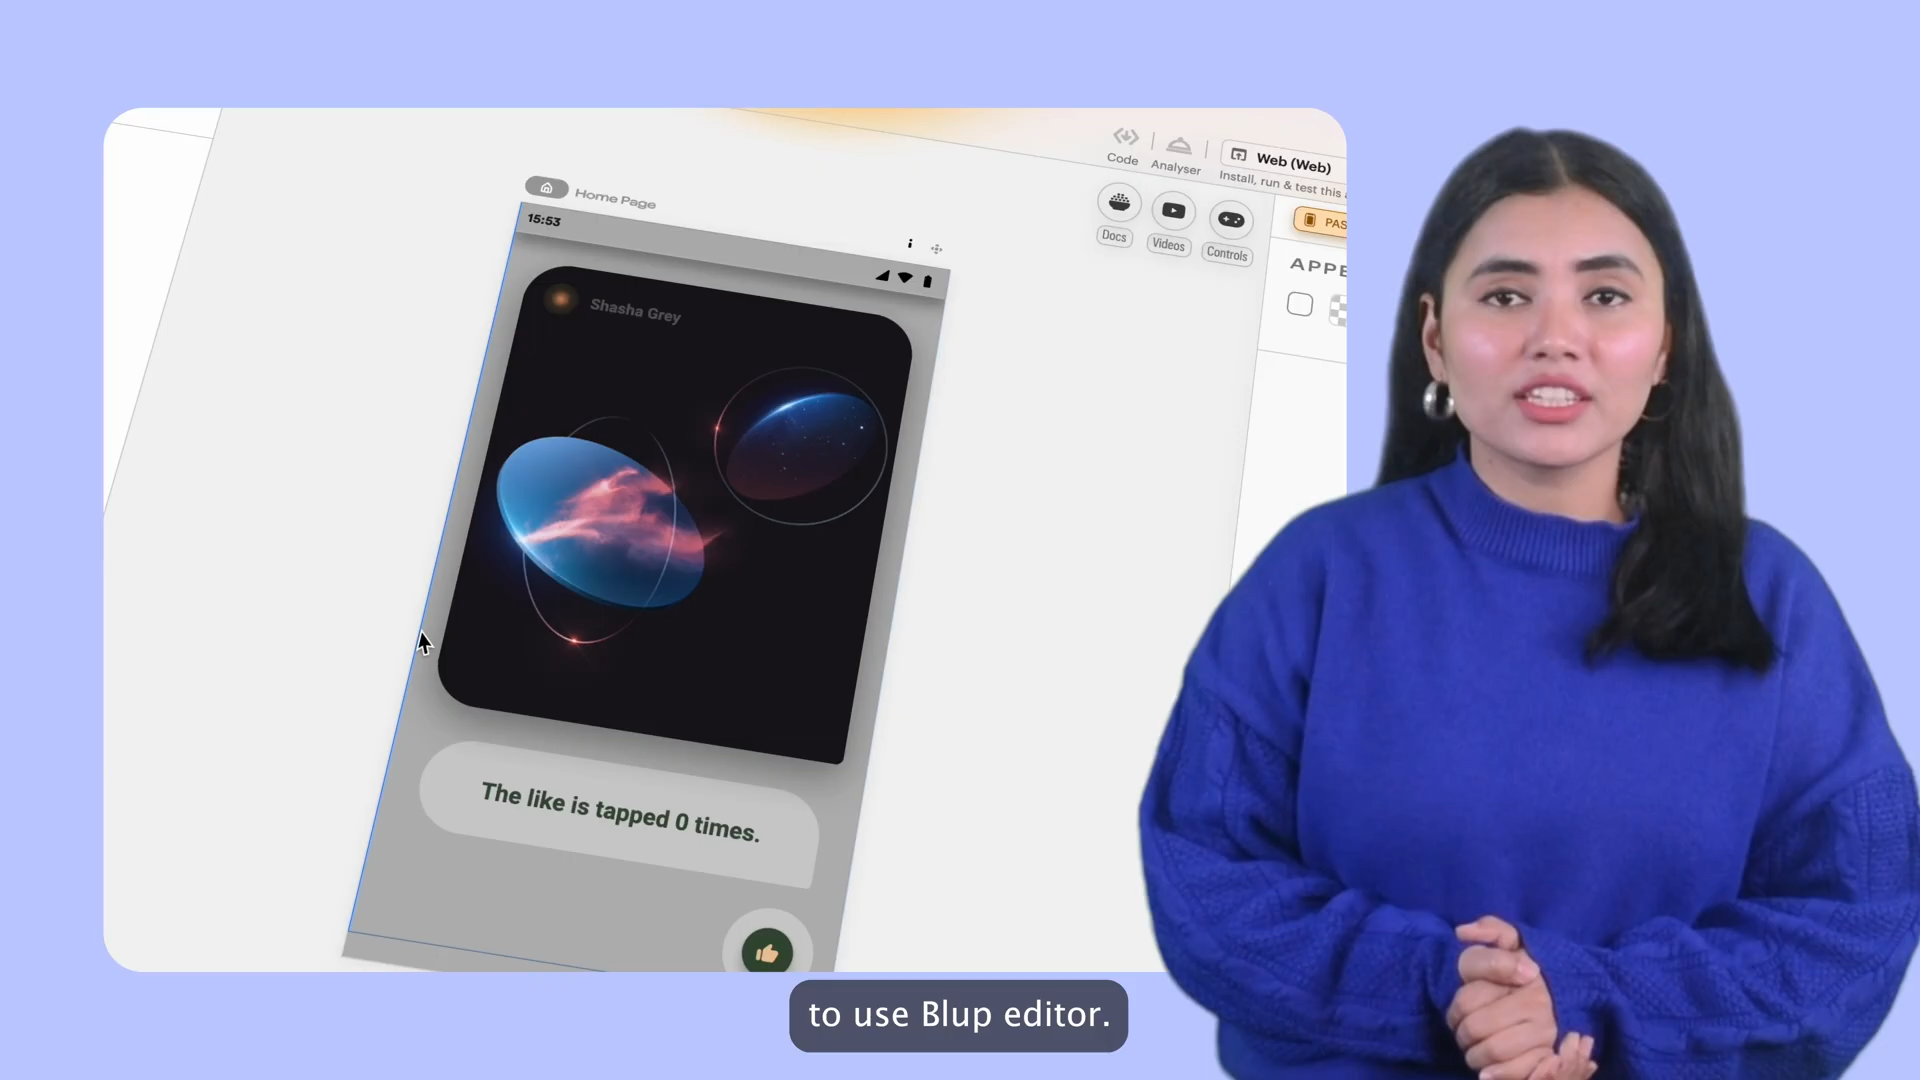 Code
Analyser
Web (Web)
Install, run & test this
Home Page
15:53
Docs
Videos
Controls
PAS
APPE
Shasha Grey
The like is tapped 0 times.
to use Blup editor.